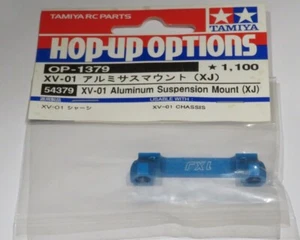 TAMIYA RC PARTS
HOP-UP OPTIONS
TAMIYA
OP-1379
★ 1,100
XV-01 アルミサスマウント (XJ)
54379 XV-01 Aluminum Suspension Mount (XJ)
USABLE WITH
XV-01 シャーシ
XV-01 CHASSIS